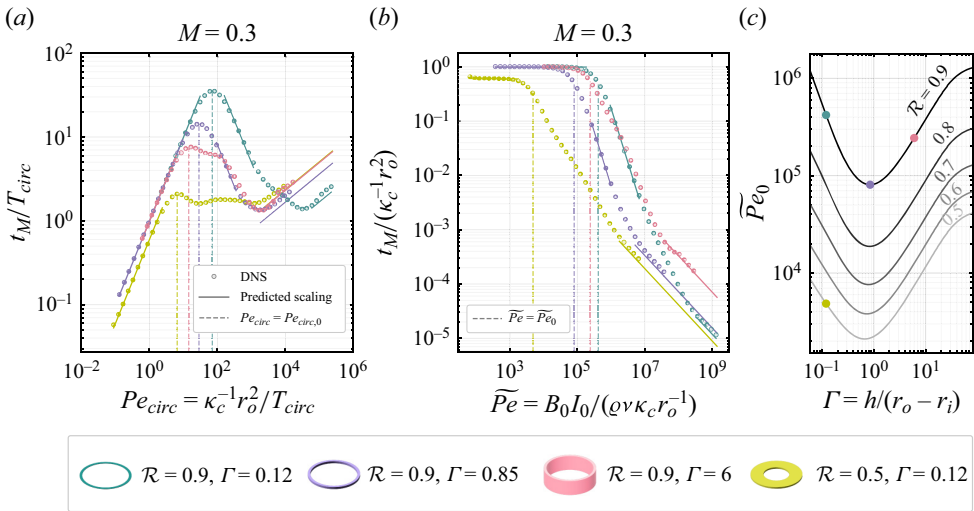 (a)
M = 0.3
t_M/T_circ
10^2
10^1
10^0
10^{-1}
DNS
Predicted scaling
Pe_circ = Pe_circ,0
10^{-2} 10^0 10^2 10^4 10^6
Pe_circ = κ_c^{-1}r_o^2/T_circ
(b)
M = 0.3
t_M/(κ_c^{-1}r_o^2)
10^0
10^{-1}
10^{-2}
10^{-3}
10^{-4}
10^{-5}
P͠e = P͠e_0
10^3 10^5 10^7 10^9
P͠e = B_0I_0/(ϱνκ_c r_o^{-1})
(c)
P͠e_0
10^6
10^5
10^4
ℛ = 0.9
0.8
0.7
0.6
0.5
10^{-1} 10^0 10^1
Γ = h/(r_o − r_i)
ℛ = 0.9, Γ = 0.12
ℛ = 0.9, Γ = 0.85
ℛ = 0.9, Γ = 6
ℛ = 0.5, Γ = 0.12